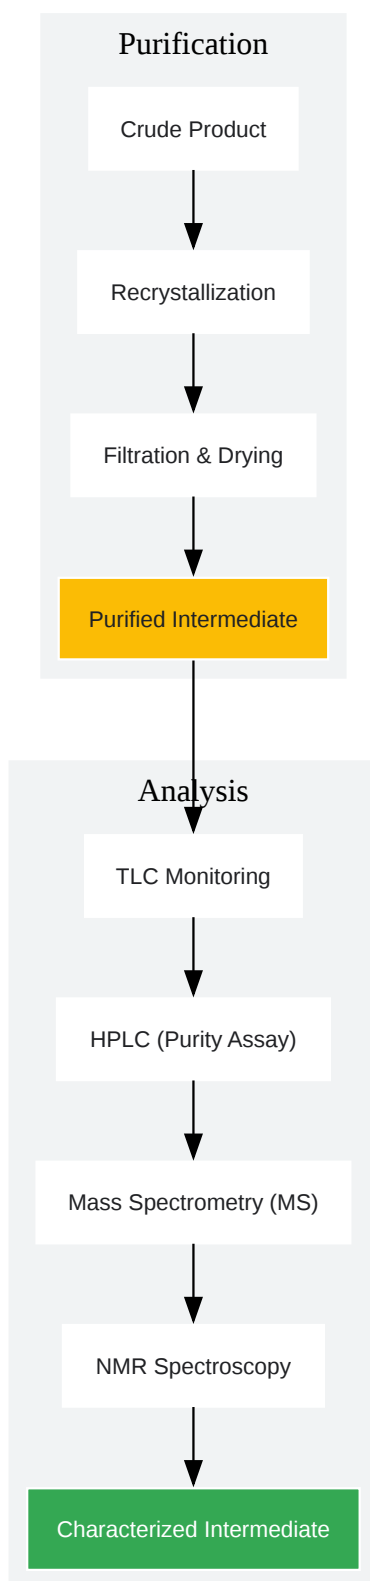 Purification
Crude Product
Recrystallization
Filtration & Drying
Purified Intermediate
Analysis
TLC Monitoring
HPLC (Purity Assay)
Mass Spectrometry (MS)
NMR Spectroscopy
Characterized Intermediate